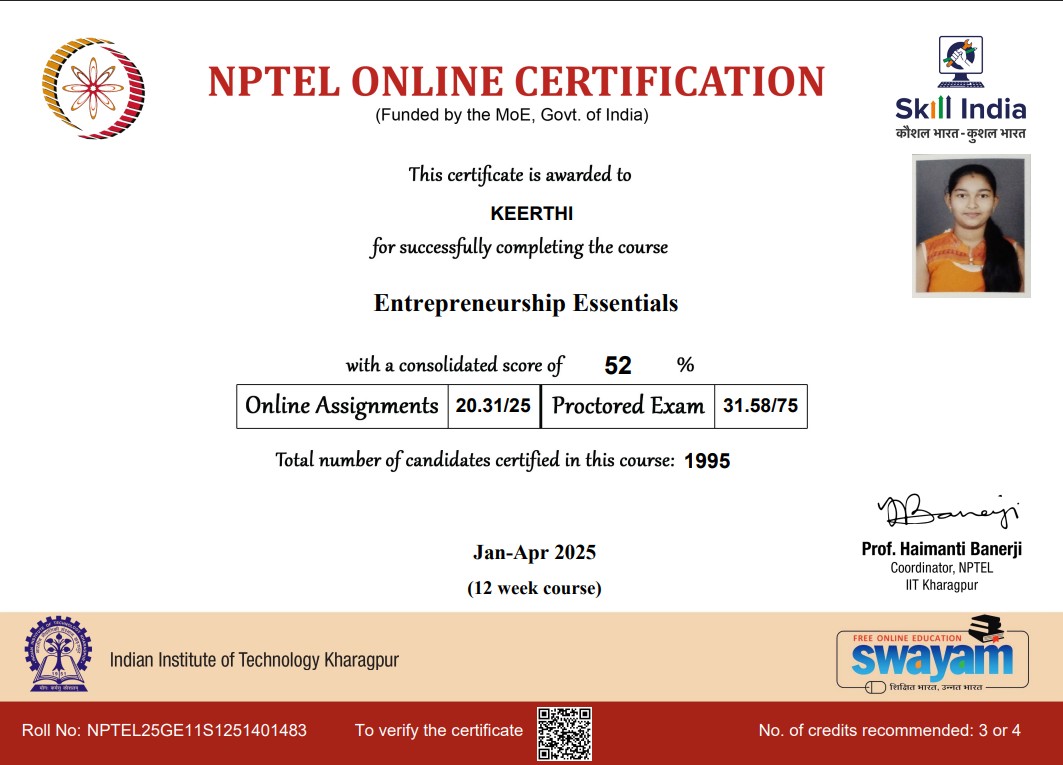 NPTEL ONLINE CERTIFICATION
(Funded by the MoE, Govt. of India)
Skill India
कौशल भारत - कुशल भारत
This certificate is awarded to
KEERTHI
for successfully completing the course
Entrepreneurship Essentials
with a consolidated score of 52 %
Online Assignments 20.31/25 Proctored Exam 31.58/75
Total number of candidates certified in this course: 1995
Banerji
Prof. Haimanti Banerji
Coordinator, NPTEL
IIT Kharagpur
Jan-Apr 2025
(12 week course)
Indian Institute of Technology Kharagpur
FREE ONLINE EDUCATION
swayam
शिक्षित भारत, उन्नत भारत
Roll No: NPTEL25GE11S1251401483 To verify the certificate No. of credits recommended: 3 or 4